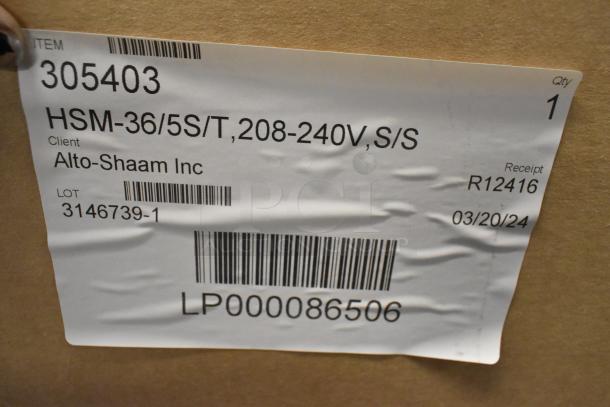 ITEM
305403
Qty
1
HSM-36/5S/T,208-240V,S/S
Client
Alto-Shaam Inc
Receipt
R12416
LOT
3146739-1
03/20/24
PCi
LP000086506